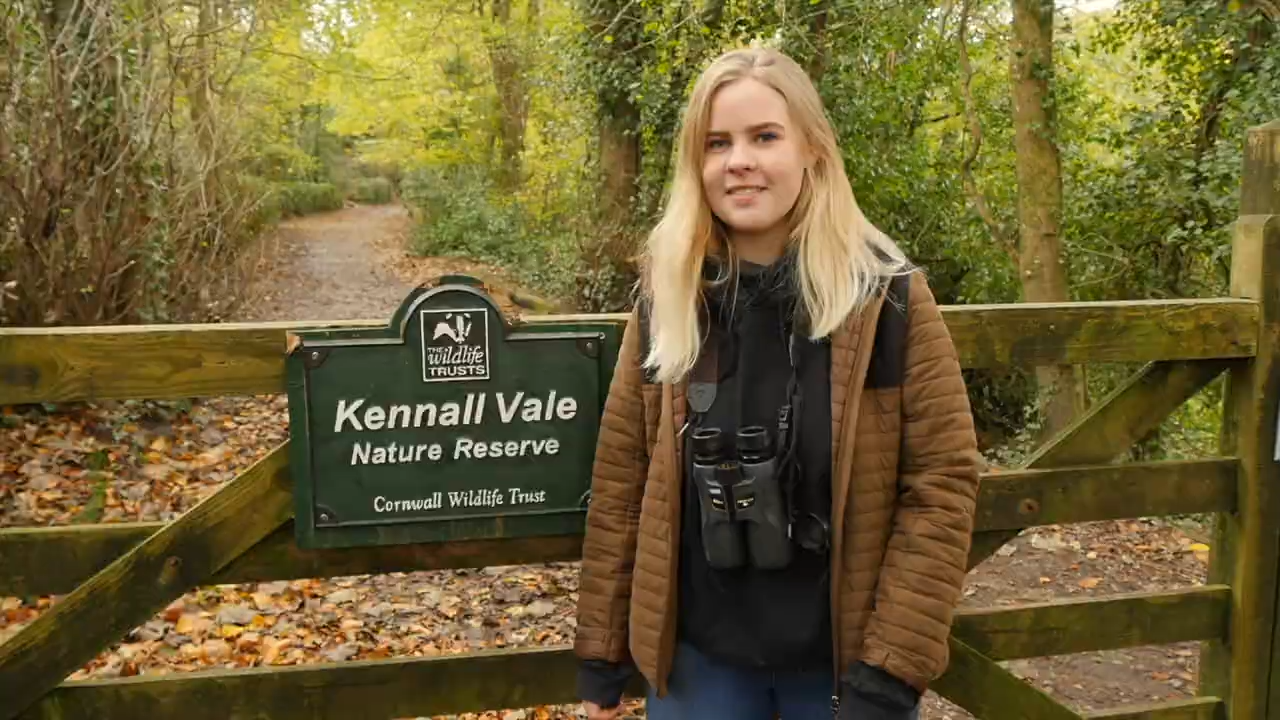 THE
wildlife
TRUSTS
Kennall Vale
Nature Reserve
Cornwall Wildlife Trust